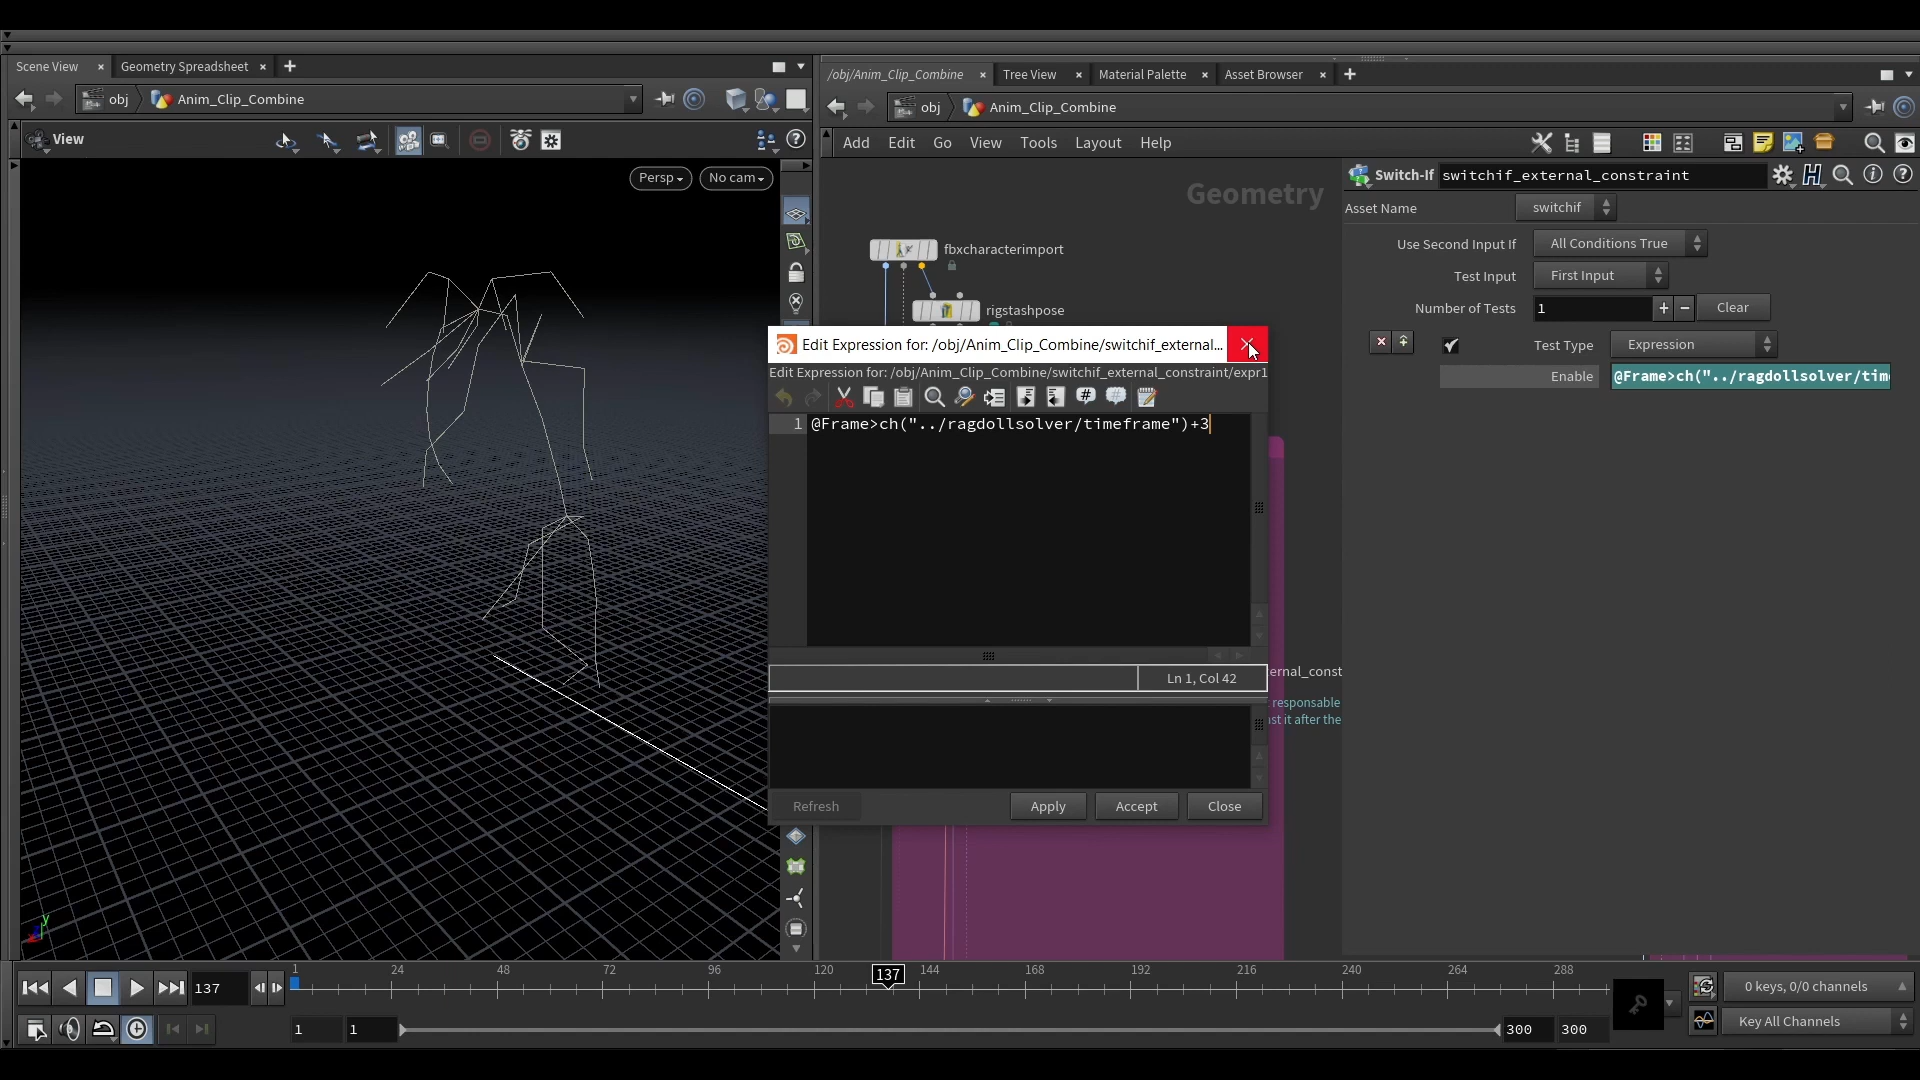 Scene View
Geometry Spreadsheet
obj
Anim_Clip_Combine
View
Persp
No cam
/obj/Anim_Clip_Combine
Tree View
Material Palette
Asset Browser
obj
Anim_Clip_Combine
Add Edit Go View Tools Layout Help
Geometry
fbxcharacterimport
rigstashpose
Switch-If switchif_external_constraint
Asset Name switchif
Use Second Input If All Conditions True
Test Input First Input
Number of Tests 1 + − Clear
Test Type Expression
Enable @Frame>ch("../ragdollsolver/tim
Edit Expression for: /obj/Anim_Clip_Combine/switchif_external...
Edit Expression for: /obj/Anim_Clip_Combine/switchif_external_constraint/expr1
1 @Frame>ch("../ragdollsolver/timeframe")+3
Ln 1, Col 42
ernal_const
responsable
st it after the
Refresh Apply Accept Close
y
137
1 24 48 72 96 120 137 144 168 192 216 240 264 288
0 keys, 0/0 channels
1 1 300 300
Key All Channels